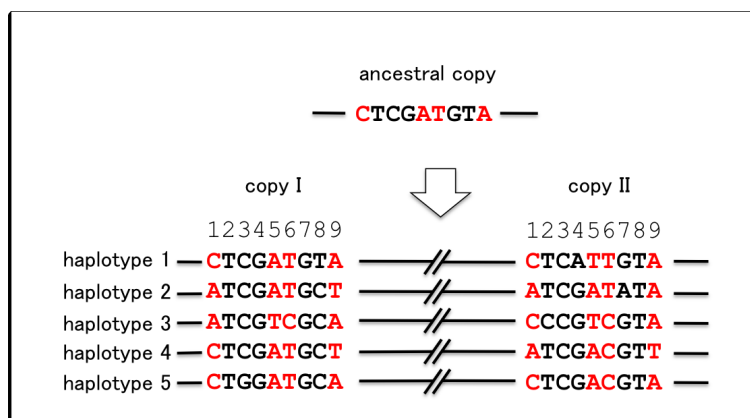 ancestral copy
CTCGATGTA
copy I copy II
123456789 123456789
haplotype 1 CTCGATGTA CTCATTGTA
haplotype 2 ATCGATGCT ATCGATATA
haplotype 3 ATCGTCGCA CCCGTCGTA
haplotype 4 CTCGATGCT ATCGACGTT
haplotype 5 CTGGATGCA CTCGACGTA